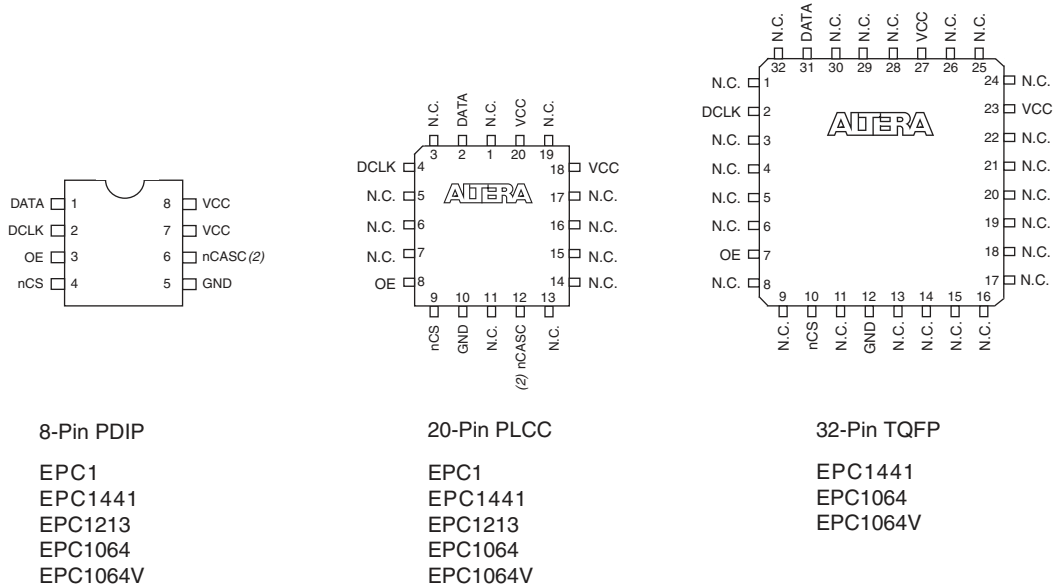 DATA 1
DCLK 2
OE 3
nCS 4
8 VCC
7 VCC
6 nCASC (2)
5 GND
8-Pin PDIP
EPC1
EPC1441
EPC1213
EPC1064
EPC1064V
N.C. DATA N.C. VCC N.C.
3 2 1 20 19
DCLK 4
N.C. 5
N.C. 6
N.C. 7
OE 8
ALTERA
18 VCC
17 N.C.
16 N.C.
15 N.C.
14 N.C.
9 10 11 12 13
nCS GND N.C. (2) nCASC N.C.
20-Pin PLCC
EPC1
EPC1441
EPC1213
EPC1064
EPC1064V
N.C. DATA N.C. N.C. N.C. VCC N.C. N.C.
32 31 30 29 28 27 26 25
N.C. 1
DCLK 2
N.C. 3
N.C. 4
N.C. 5
N.C. 6
OE 7
N.C. 8
ALTERA
24 N.C.
23 VCC
22 N.C.
21 N.C.
20 N.C.
19 N.C.
18 N.C.
17 N.C.
9 10 11 12 13 14 15 16
N.C. nCS N.C. GND N.C. N.C. N.C. N.C.
32-Pin TQFP
EPC1441
EPC1064
EPC1064V